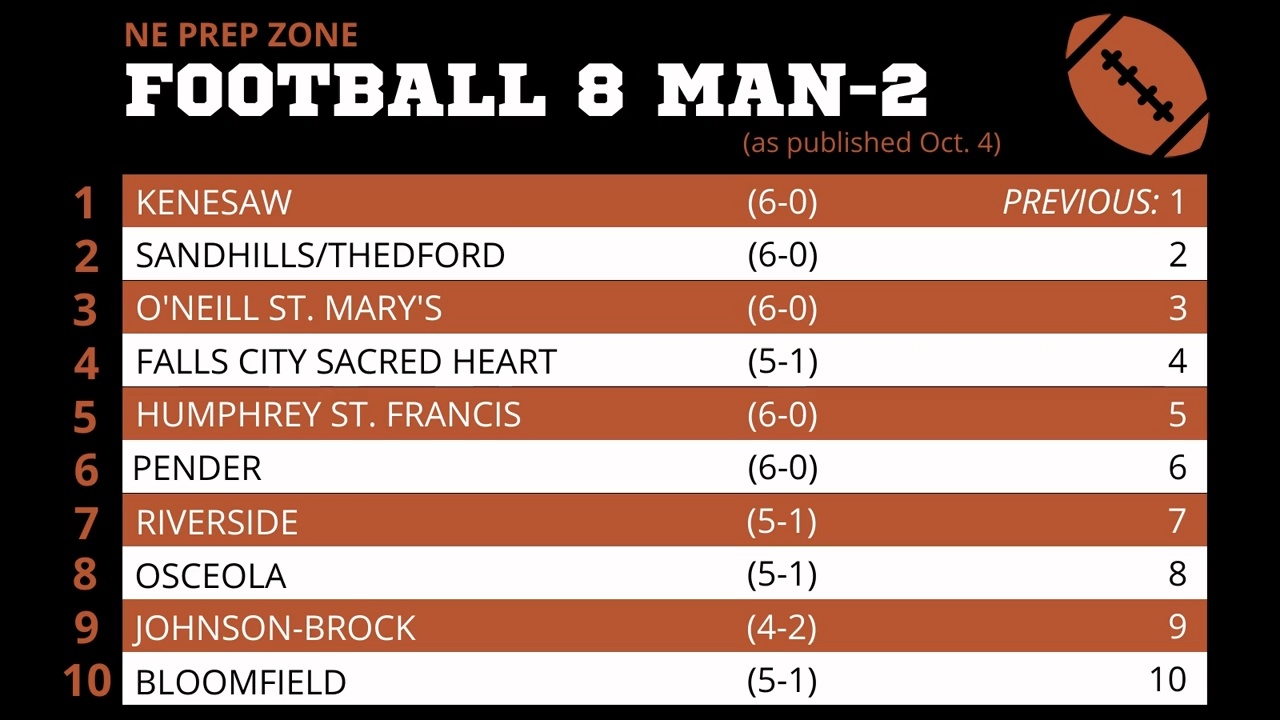 NE PREP ZONE
FOOTBALL 8 MAN-2
(as published Oct. 4)
1 KENESAW (6-0) PREVIOUS: 1
2 SANDHILLS/THEDFORD (6-0) 2
3 O'NEILL ST. MARY'S (6-0) 3
4 FALLS CITY SACRED HEART (5-1) 4
5 HUMPHREY ST. FRANCIS (6-0) 5
6 PENDER (6-0) 6
7 RIVERSIDE (5-1) 7
8 OSCEOLA (5-1) 8
9 JOHNSON-BROCK (4-2) 9
10 BLOOMFIELD (5-1) 10